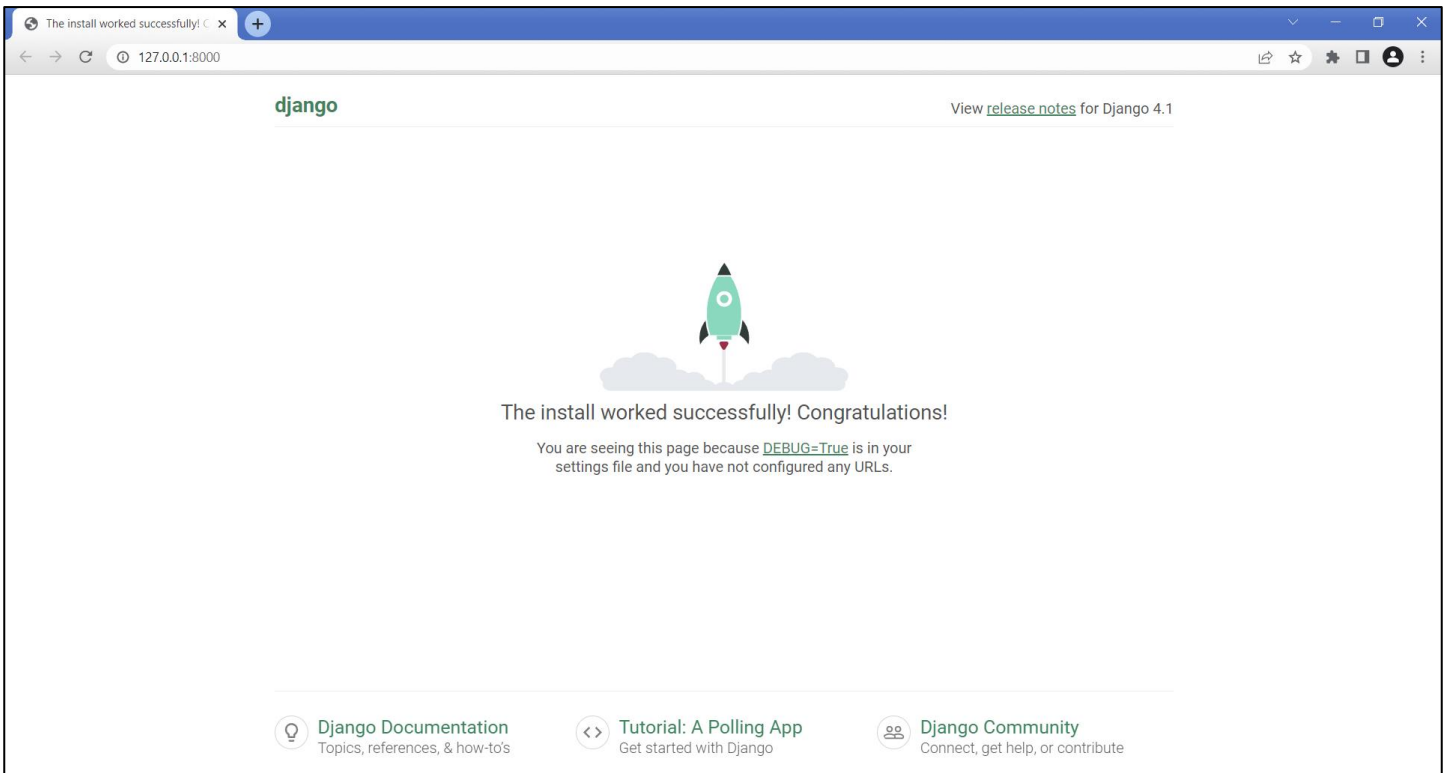 The install worked successfully! C
127.0.0.1:8000
django
View release notes for Django 4.1
The install worked successfully! Congratulations!
You are seeing this page because DEBUG=True is in your
settings file and you have not configured any URLs.
Django Documentation
Topics, references, & how-to's
Tutorial: A Polling App
Get started with Django
Django Community
Connect, get help, or contribute